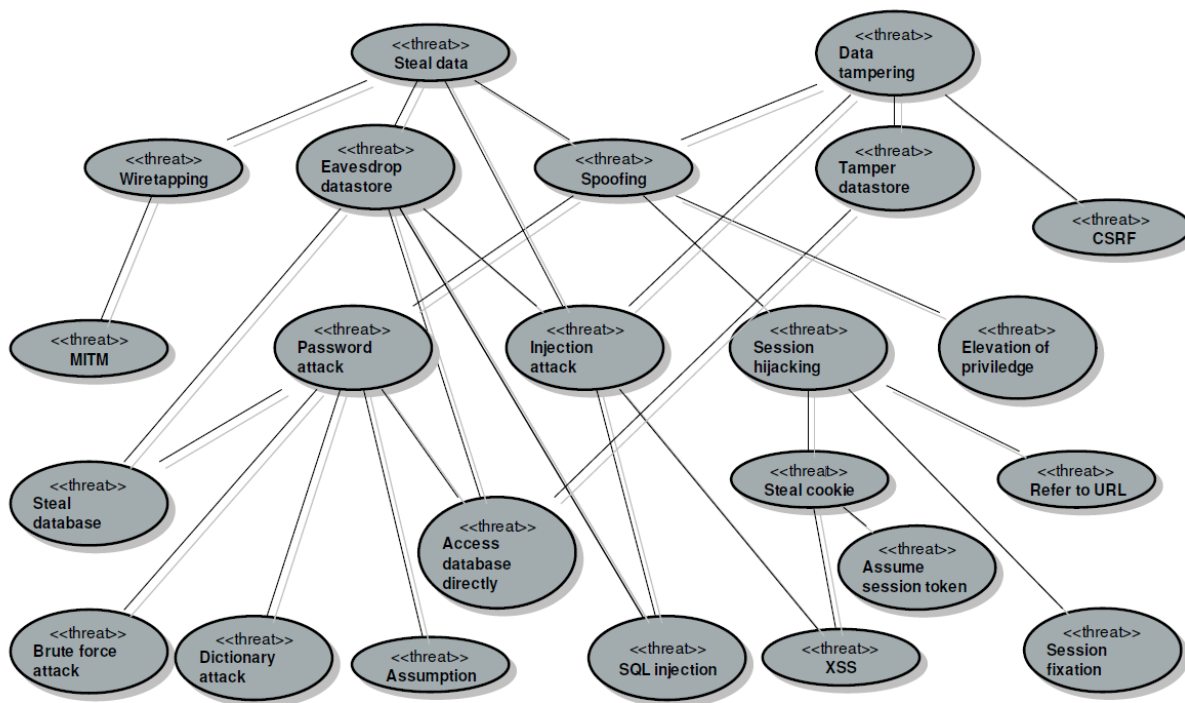 <<threat>>
Steal data
<<threat>>
Data
tampering
<<threat>>
Wiretapping
<<threat>>
Eavesdrop
datastore
<<threat>>
Spoofing
<<threat>>
Tamper
datastore
<<threat>>
CSRF
<<threat>>
MITM
<<threat>>
Password
attack
<<threat>>
Injection
attack
<<threat>>
Session
hijacking
<<threat>>
Elevation of
priviledge
<<threat>>
Steal
database
<<threat>>
Access
database
directly
<<threat>>
Steal cookie
<<threat>>
Refer to URL
<<threat>>
Assume
session token
<<threat>>
Brute force
attack
<<threat>>
Dictionary
attack
<<threat>>
Assumption
<<threat>>
SQL injection
<<threat>>
XSS
<<threat>>
Session
fixation